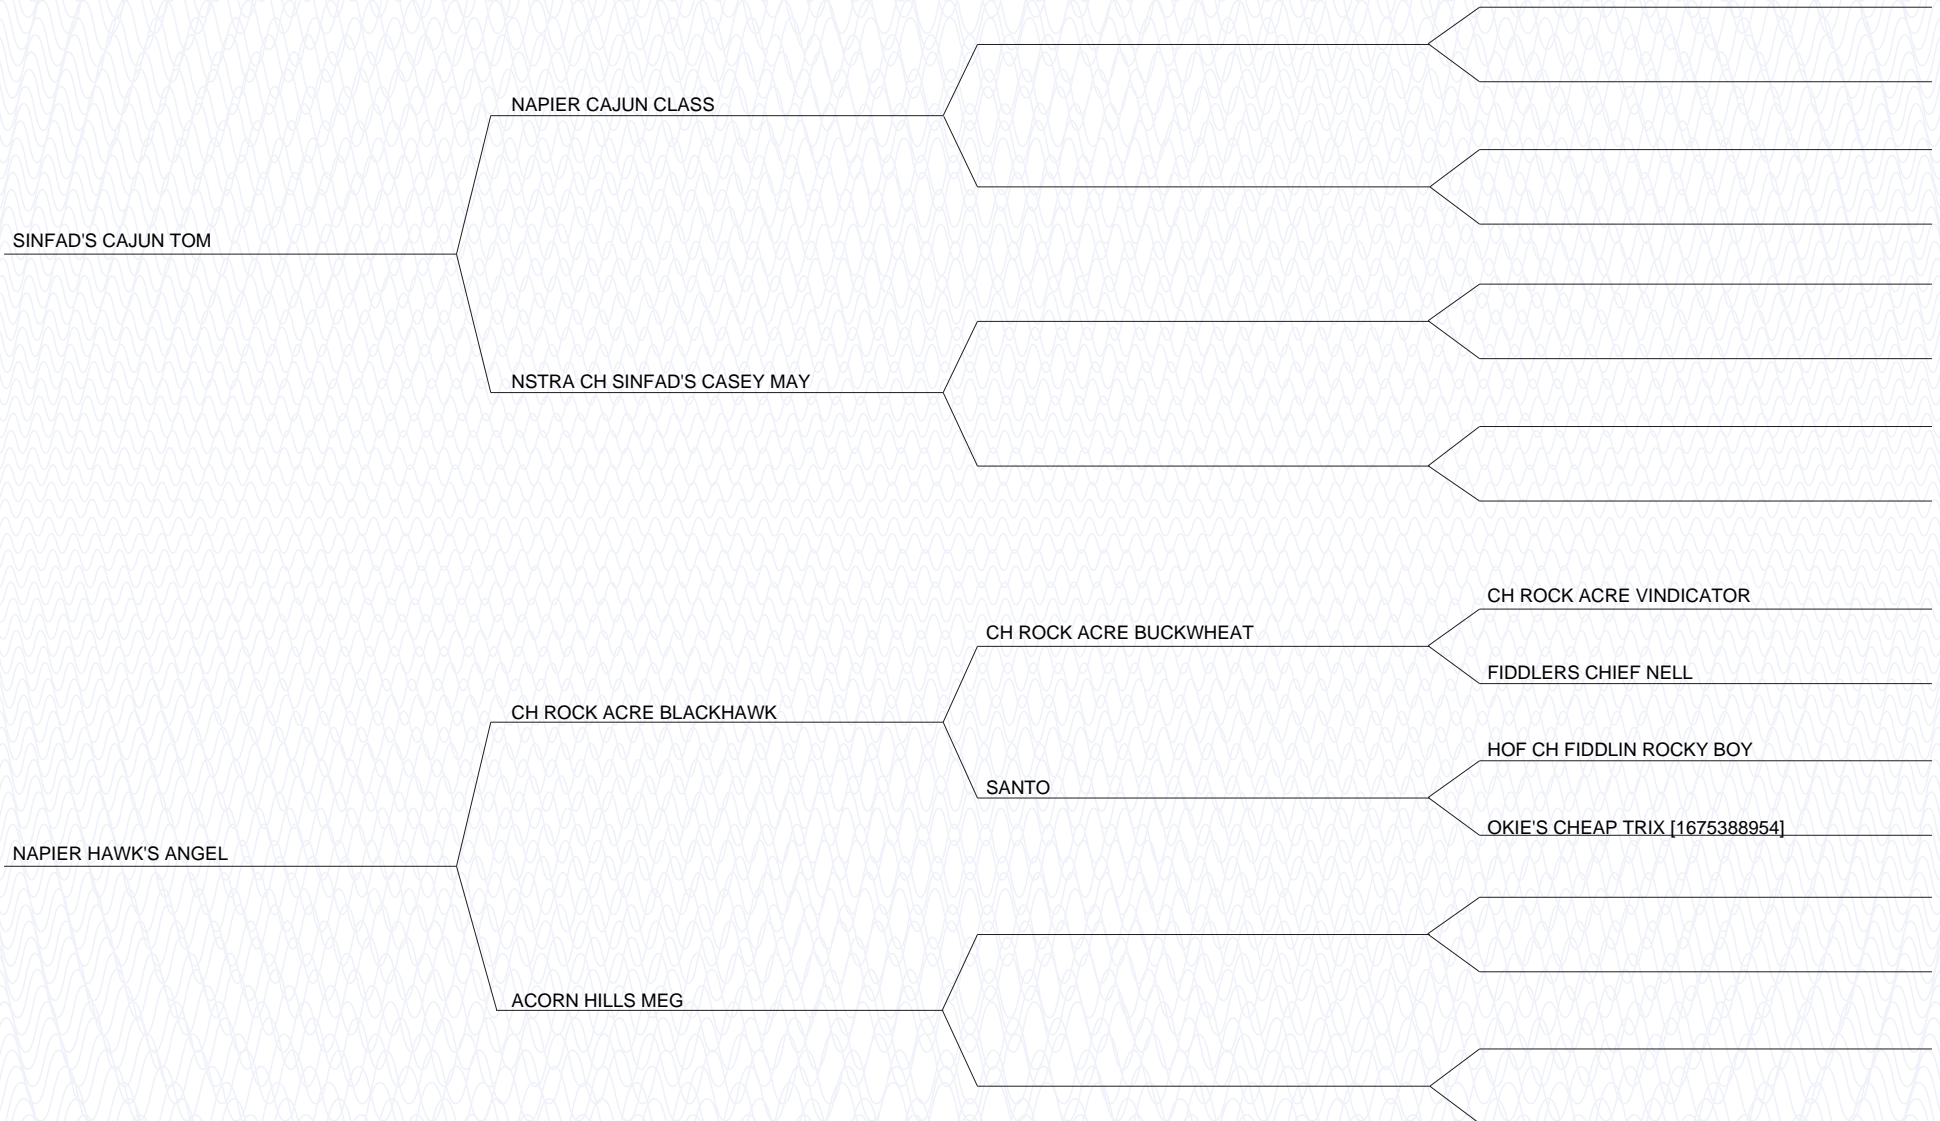 NAPIER CAJUN CLASS
SINFAD'S CAJUN TOM
NSTRA CH SINFAD'S CASEY MAY
CH ROCK ACRE VINDICATOR
CH ROCK ACRE BUCKWHEAT
FIDDLERS CHIEF NELL
CH ROCK ACRE BLACKHAWK
HOF CH FIDDLIN ROCKY BOY
SANTO
OKIE'S CHEAP TRIX [1675388954]
NAPIER HAWK'S ANGEL
ACORN HILLS MEG